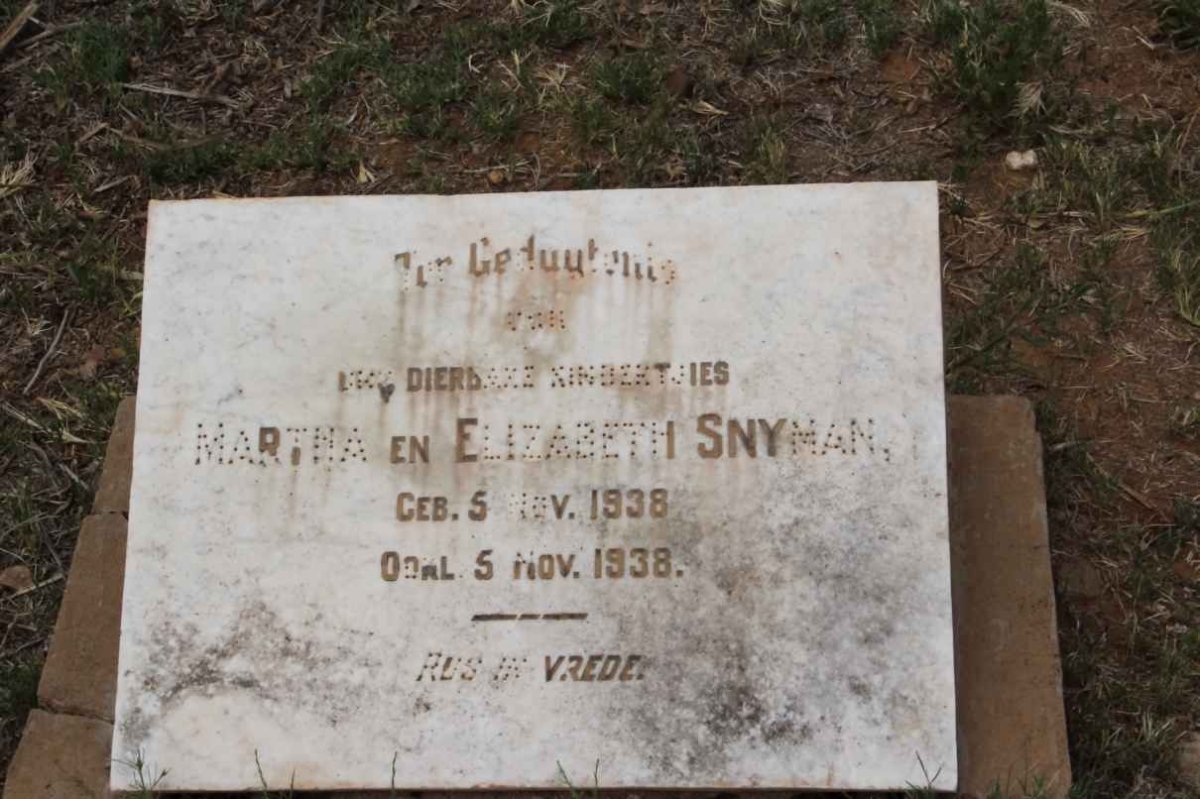 Ter Gedagtenis
van
ons dierbare kindertjies
Martha en Elizabeth Snyman,
Geb. 5 Nov. 1938
Oorl. 5 Nov. 1938.
Rus in vrede.